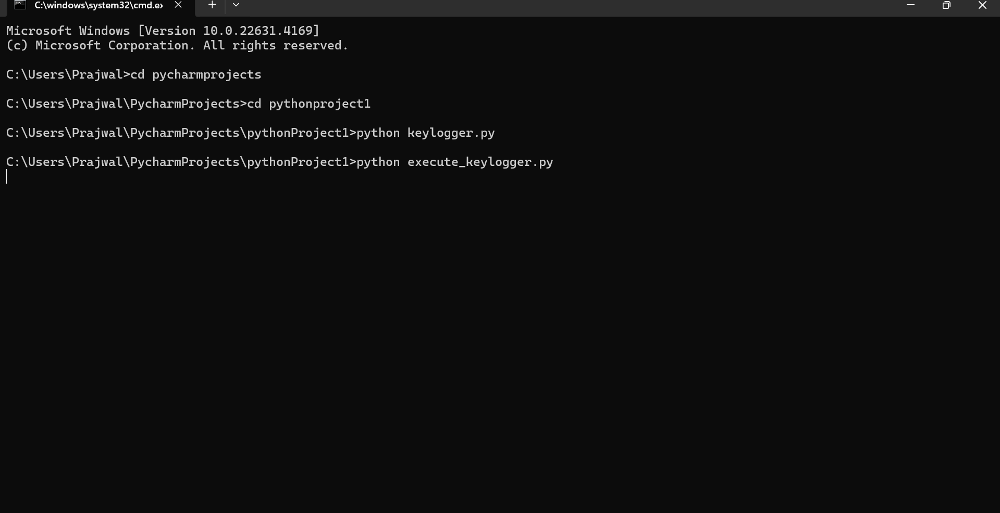 C:\windows\system32\cmd.ex
Microsoft Windows [Version 10.0.22631.4169]
(c) Microsoft Corporation. All rights reserved.
C:\Users\Prajwal>cd pycharmprojects
C:\Users\Prajwal\PycharmProjects>cd pythonproject1
C:\Users\Prajwal\PycharmProjects\pythonProject1>python keylogger.py
C:\Users\Prajwal\PycharmProjects\pythonProject1>python execute_keylogger.py